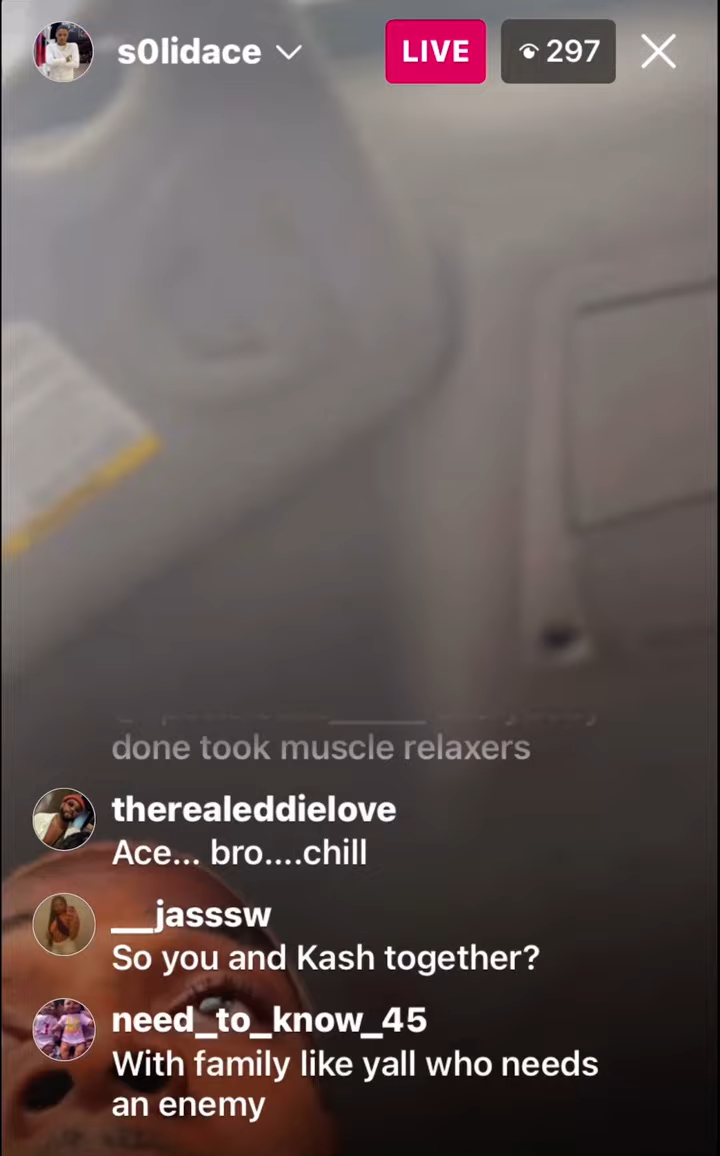 s0lidace
LIVE
297
done took muscle relaxers
therealeddielove
Ace... bro....chill
__jasssw
So you and Kash together?
need_to_know_45
With family like yall who needs
an enemy